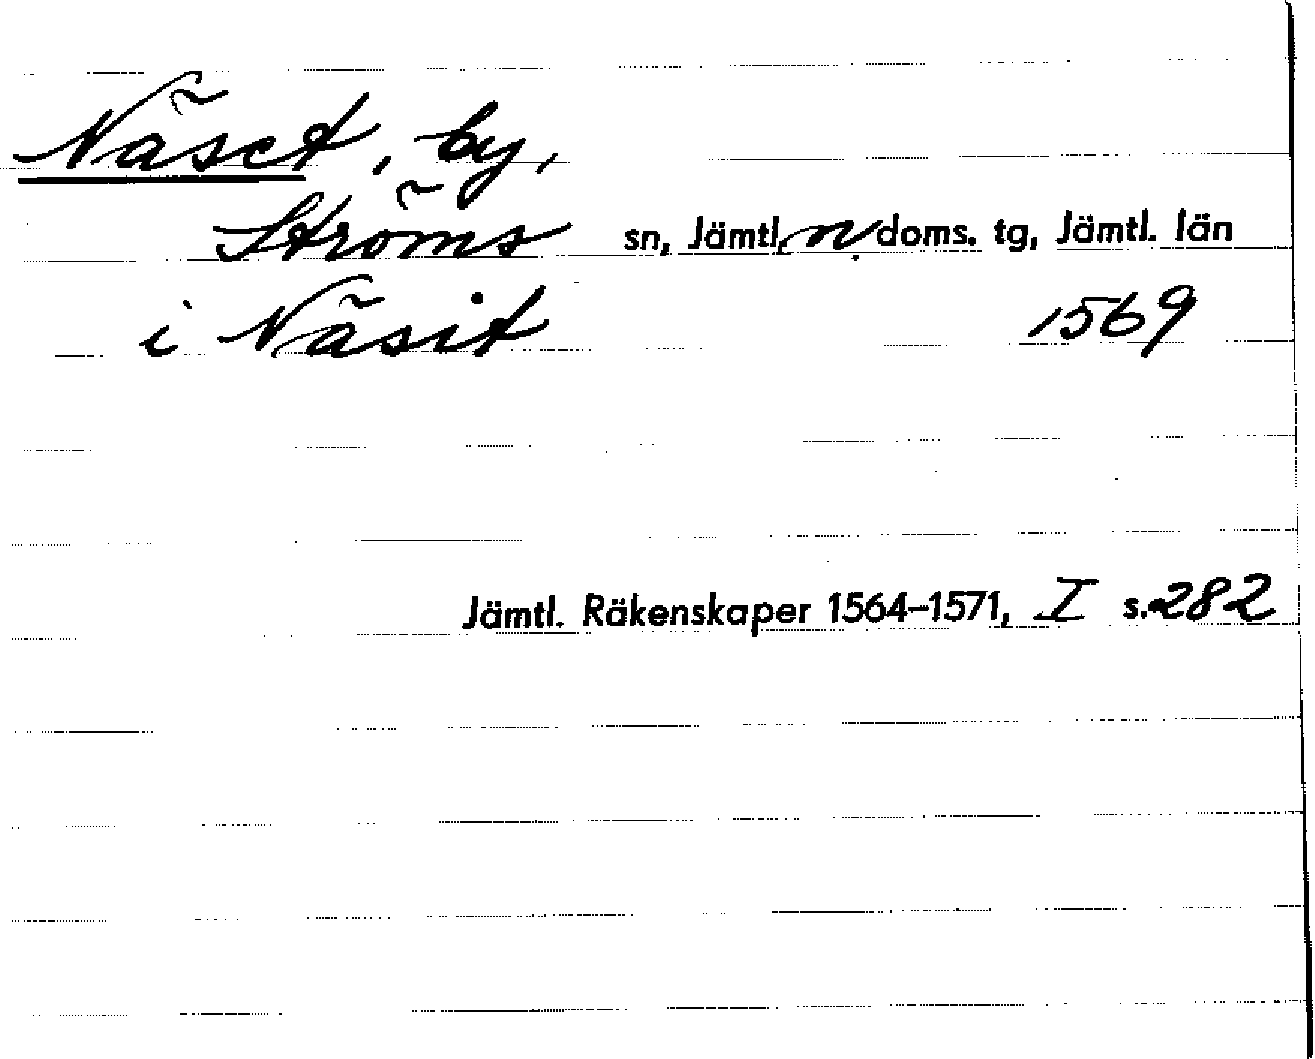 Näset, by,
Ströms sn, Jämtl. n. doms. tg, Jämtl. län
i Näsit 1569
Jämtl. Räkenskaper 1564–1571, I s. 282